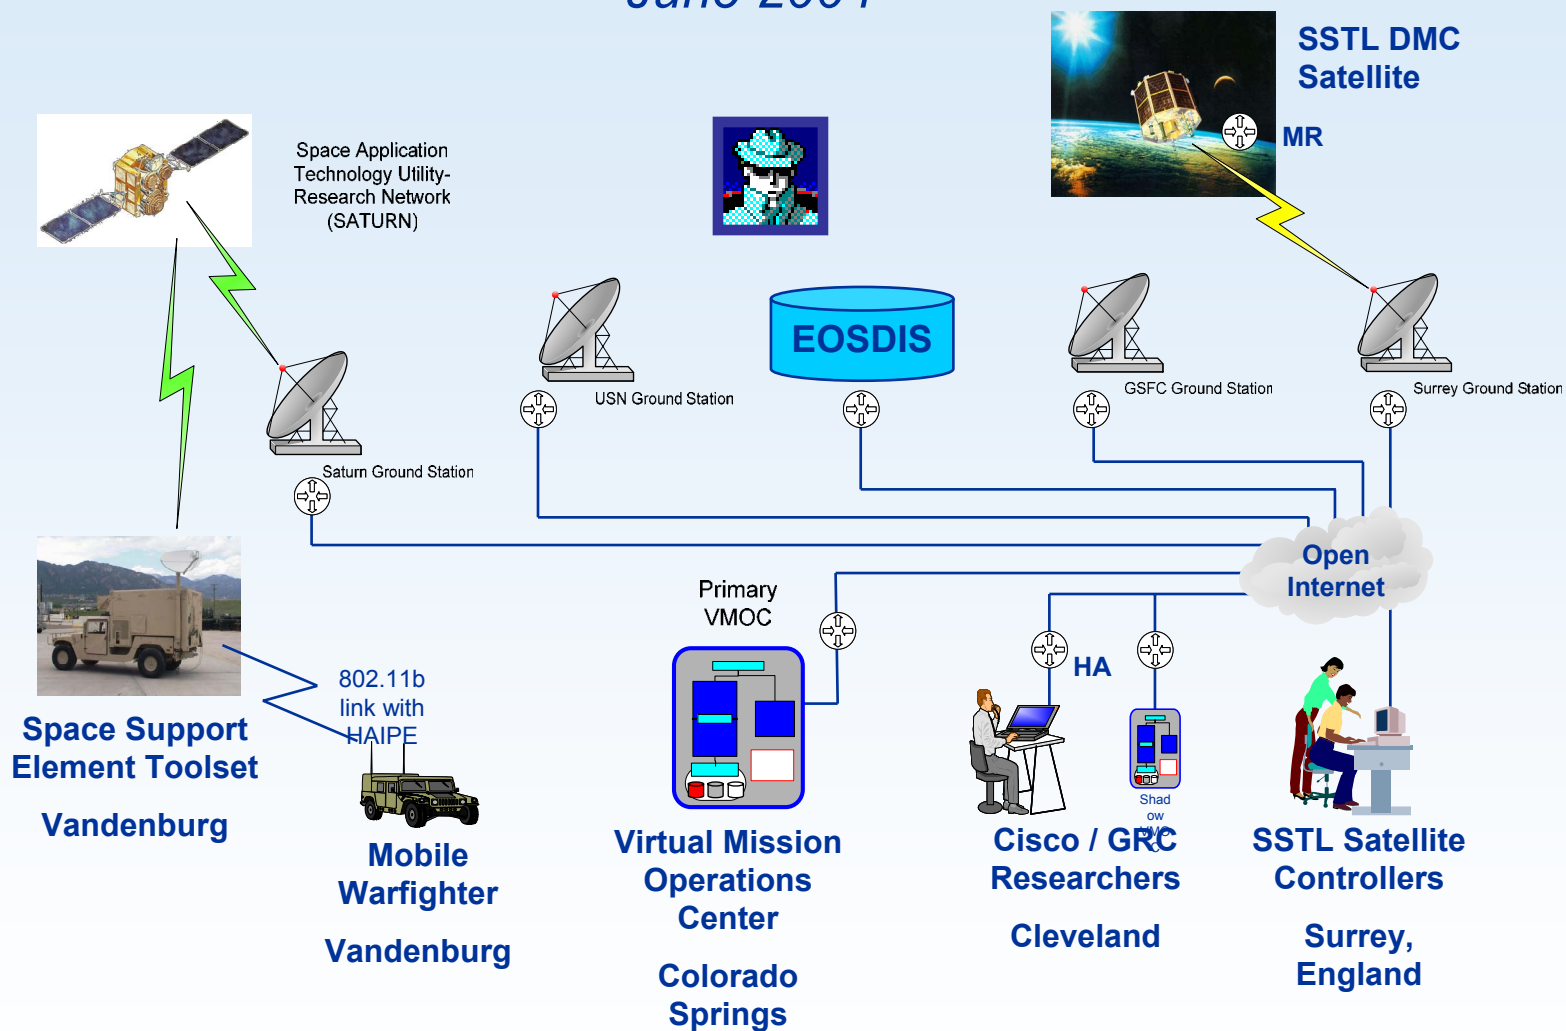 SSTL DMC
Satellite
MR
Space Application
Technology Utility-
Research Network
(SATURN)
EOSDIS
USN Ground Station
GSFC Ground Station
Surrey Ground Station
Saturn Ground Station
Open
Internet
Primary
VMOC
HA
802.11b
link with
HAIPE
Space Support
Element Toolset
Vandenburg
Mobile
Warfighter
Vandenburg
Virtual Mission
Operations
Center
Colorado
Springs
Shad
ow
Cisco / GRC
Researchers
Cleveland
SSTL Satellite
Controllers
Surrey,
England